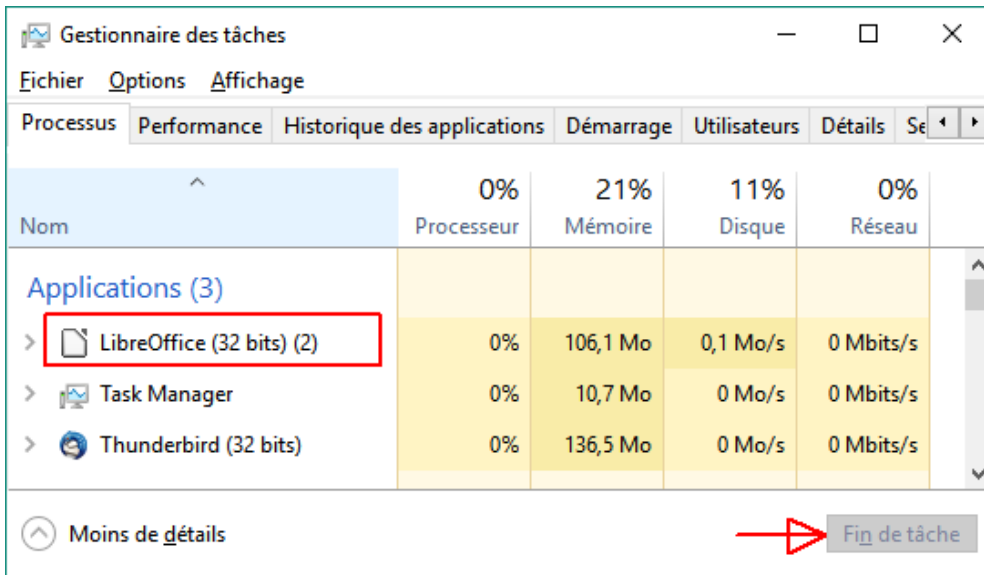 Gestionnaire des tâches
Fichier Options Affichage
Processus Performance Historique des applications Démarrage Utilisateurs Détails Se
0% 21% 11% 0%
Nom Processeur Mémoire Disque Réseau
Applications (3)
LibreOffice (32 bits) (2) 0% 106,1 Mo 0,1 Mo/s 0 Mbits/s
Task Manager 0% 10,7 Mo 0 Mo/s 0 Mbits/s
Thunderbird (32 bits) 0% 136,5 Mo 0 Mo/s 0 Mbits/s
Moins de détails Fin de tâche